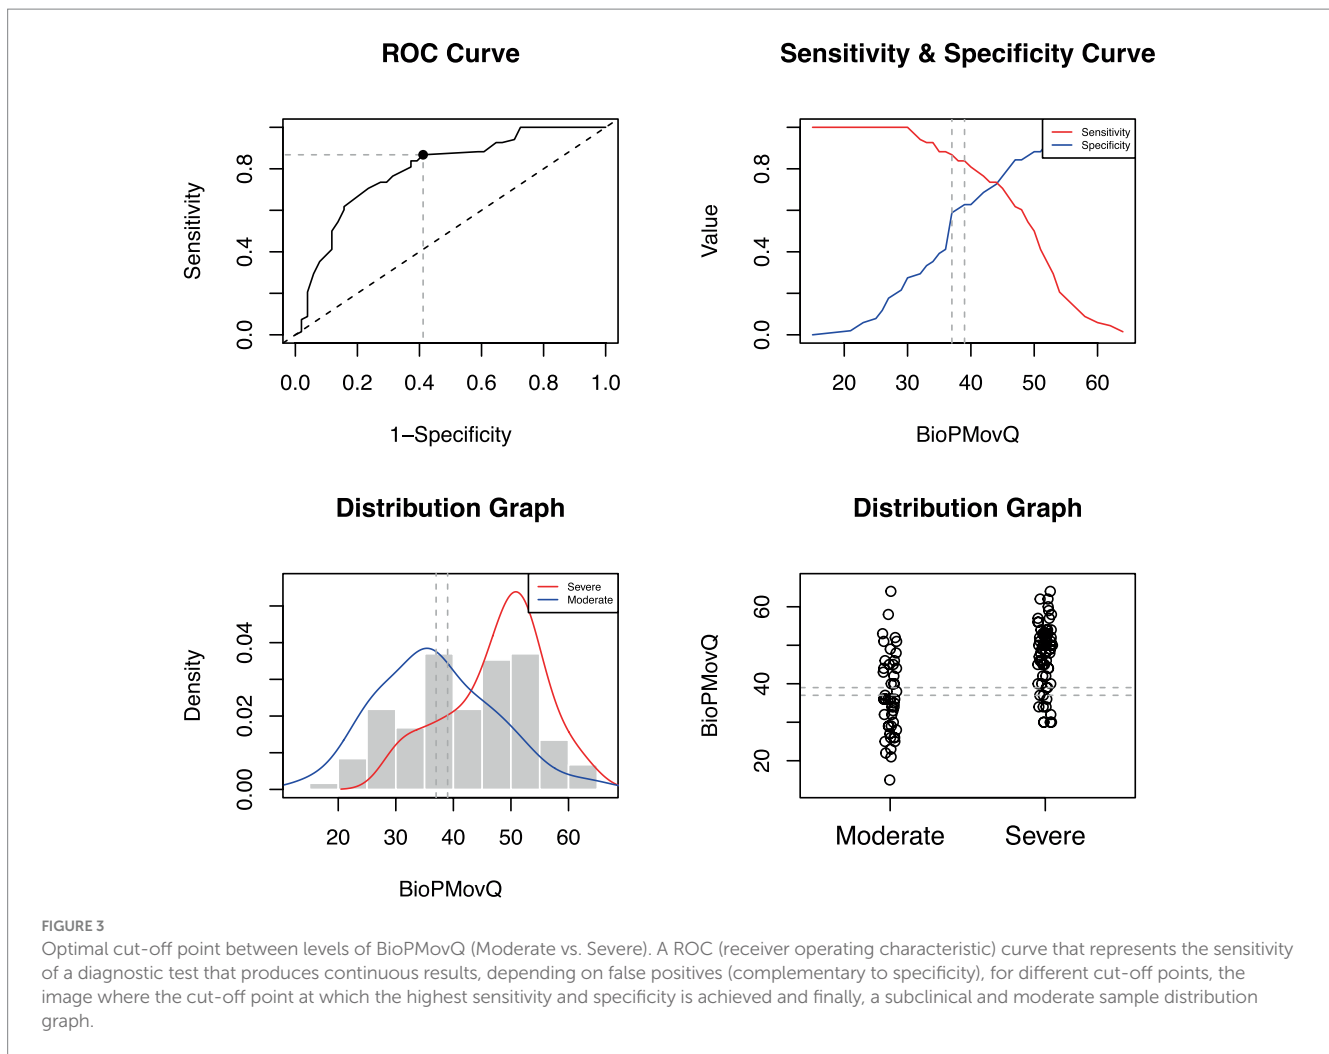 ROC Curve
Sensitivity
0.0
0.4
0.8
0.0 0.2 0.4 0.6 0.8 1.0
1–Specificity
Sensitivity & Specificity Curve
Value
0.0
0.4
0.8
Sensitivity
Specificity
20 30 40 50 60
BioPMovQ
Distribution Graph
Density
0.00
0.02
0.04
Severe
Moderate
20 30 40 50 60
BioPMovQ
Distribution Graph
BioPMovQ
20
40
60
Moderate Severe
FIGURE 3
Optimal cut-off point between levels of BioPMovQ (Moderate vs. Severe). A ROC (receiver operating characteristic) curve that represents the sensitivity
of a diagnostic test that produces continuous results, depending on false positives (complementary to specificity), for different cut-off points, the
image where the cut-off point at which the highest sensitivity and specificity is achieved and finally, a subclinical and moderate sample distribution
graph.